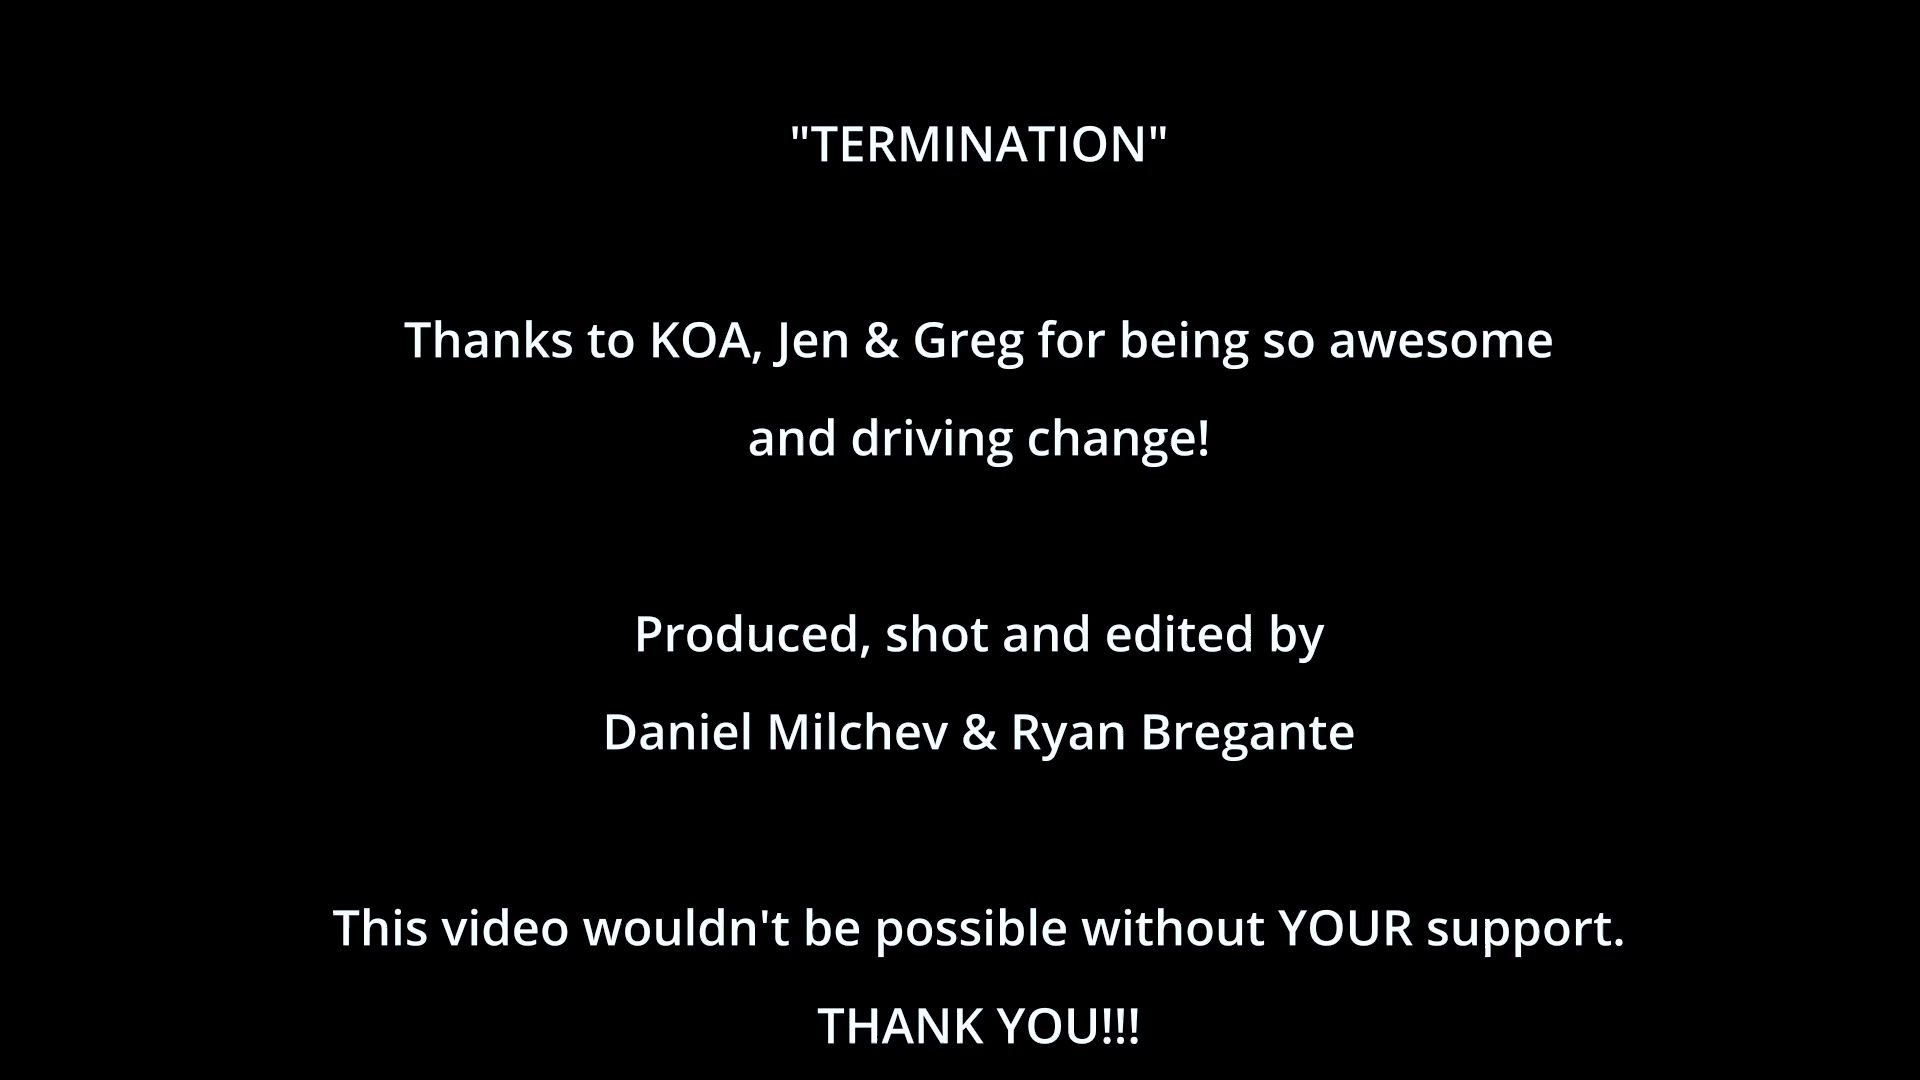 "TERMINATION"
Thanks to KOA, Jen & Greg for being so awesome
and driving change!
Produced, shot and edited by
Daniel Milchev & Ryan Bregante
This video wouldn't be possible without YOUR support.
THANK YOU!!!